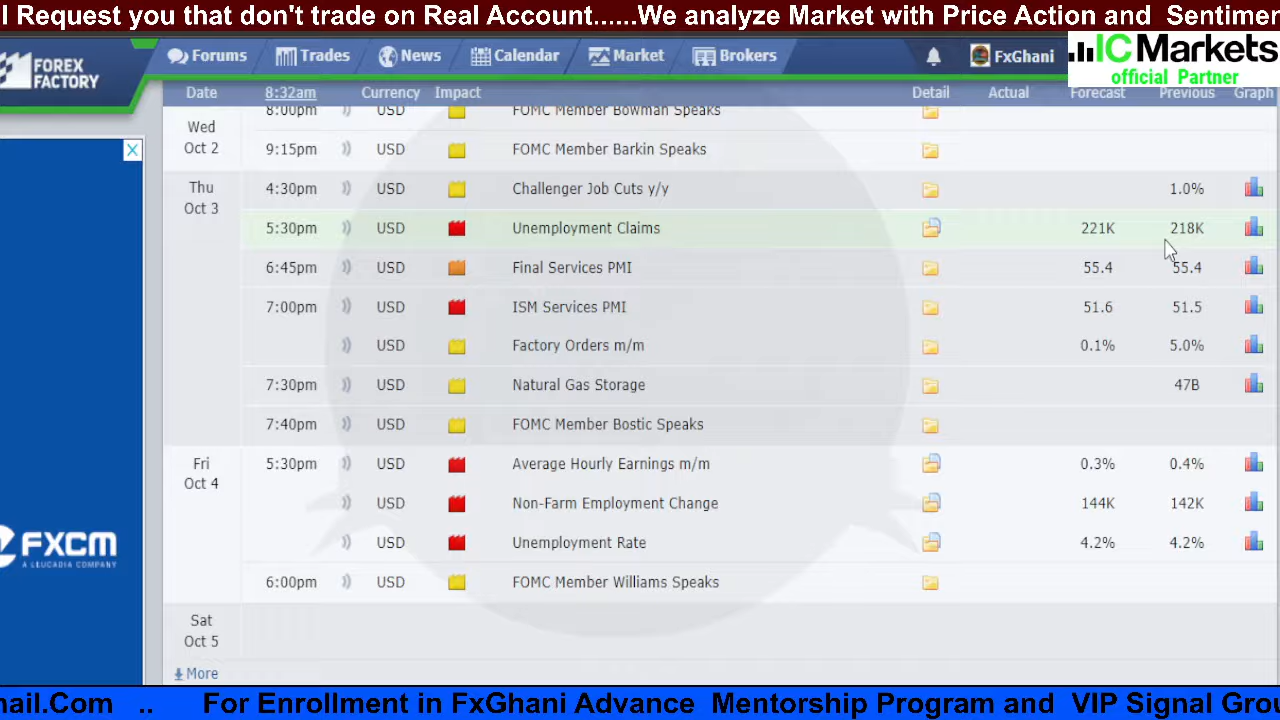 I Request you that don't trade on Real Account......We analyze Market with Price Action and Sentimen
FOREX FACTORY
Forums Trades News Calendar Market Brokers FxGhani
IC Markets
official Partner
Date 8:32am Currency Impact Detail Actual Forecast Previous Graph
8:00pm USD FOMC Member Bowman Speaks
Wed Oct 2
9:15pm USD FOMC Member Barkin Speaks
Thu Oct 3
4:30pm USD Challenger Job Cuts y/y 1.0%
5:30pm USD Unemployment Claims 221K 218K
6:45pm USD Final Services PMI 55.4 55.4
7:00pm USD ISM Services PMI 51.6 51.5
USD Factory Orders m/m 0.1% 5.0%
7:30pm USD Natural Gas Storage 47B
7:40pm USD FOMC Member Bostic Speaks
Fri Oct 4
5:30pm USD Average Hourly Earnings m/m 0.3% 0.4%
USD Non-Farm Employment Change 144K 142K
USD Unemployment Rate 4.2% 4.2%
6:00pm USD FOMC Member Williams Speaks
Sat Oct 5
More
FXCM
A LEUCADIA COMPANY
mail.Com .. For Enrollment in FxGhani Advance Mentorship Program and VIP Signal Grou